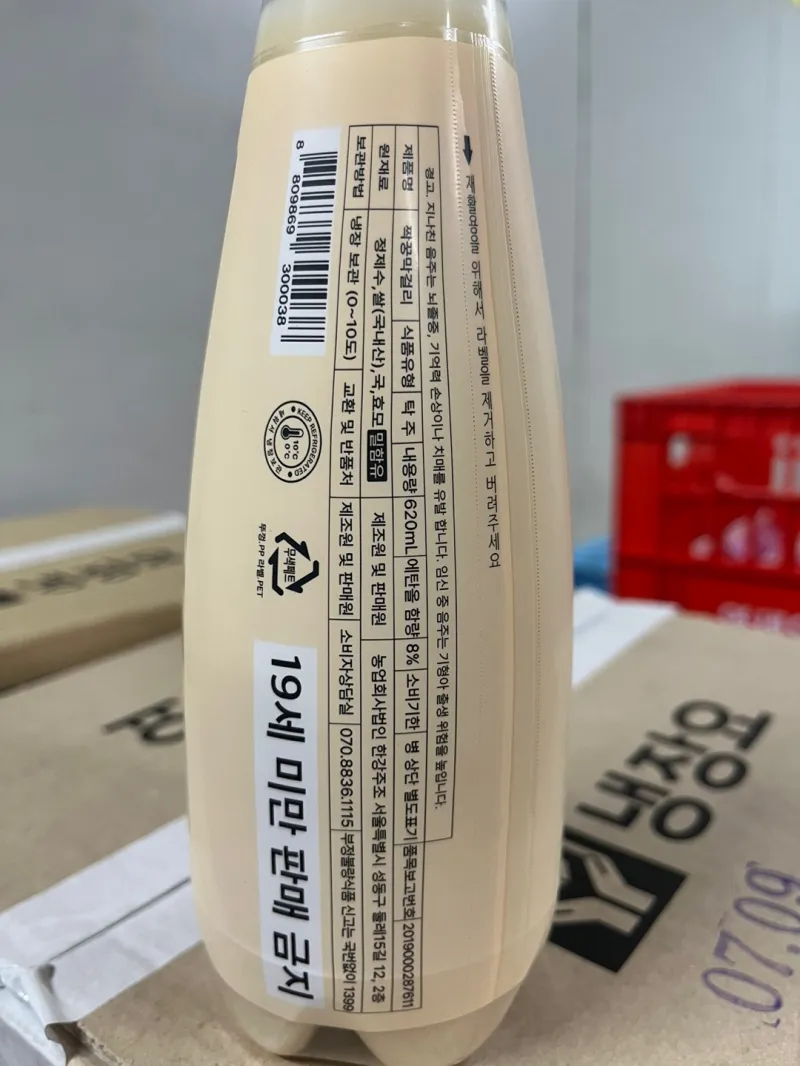 재활용을 위해서 라벨을 제거하고 버려주세요
경고. 지나친 음주는 뇌졸중, 기억력 손상이나 치매를 유발 합니다. 임신 중 음주는 기형아 출생 위험을 높입니다.
제품명 짝꿍막걸리 식품유형 탁 주 내용량 620mL 에탄올 함량 8% 소비기한 병 상단 별도표기 품목보고번호 2019000287611
원재료 정제수,쌀(국내산),국,효모 밀함유 제조원 및 판매원 농업회사법인 한강주조 서울특별시 성동구 둘레15길 12, 2층
보관방법 냉장 보관 (0~10도) 교환 및 반품처 제조원 및 판매원 소비자상담실 070.8836.1115 부정불량식품 신고는 국번없이 1399
8 809869 300038
KEEP REFRIGERATED
10°C
0°C
무색페트
뚜껑.PP 라벨.PET
19세 미만 판매 금지
냉장요
07.09